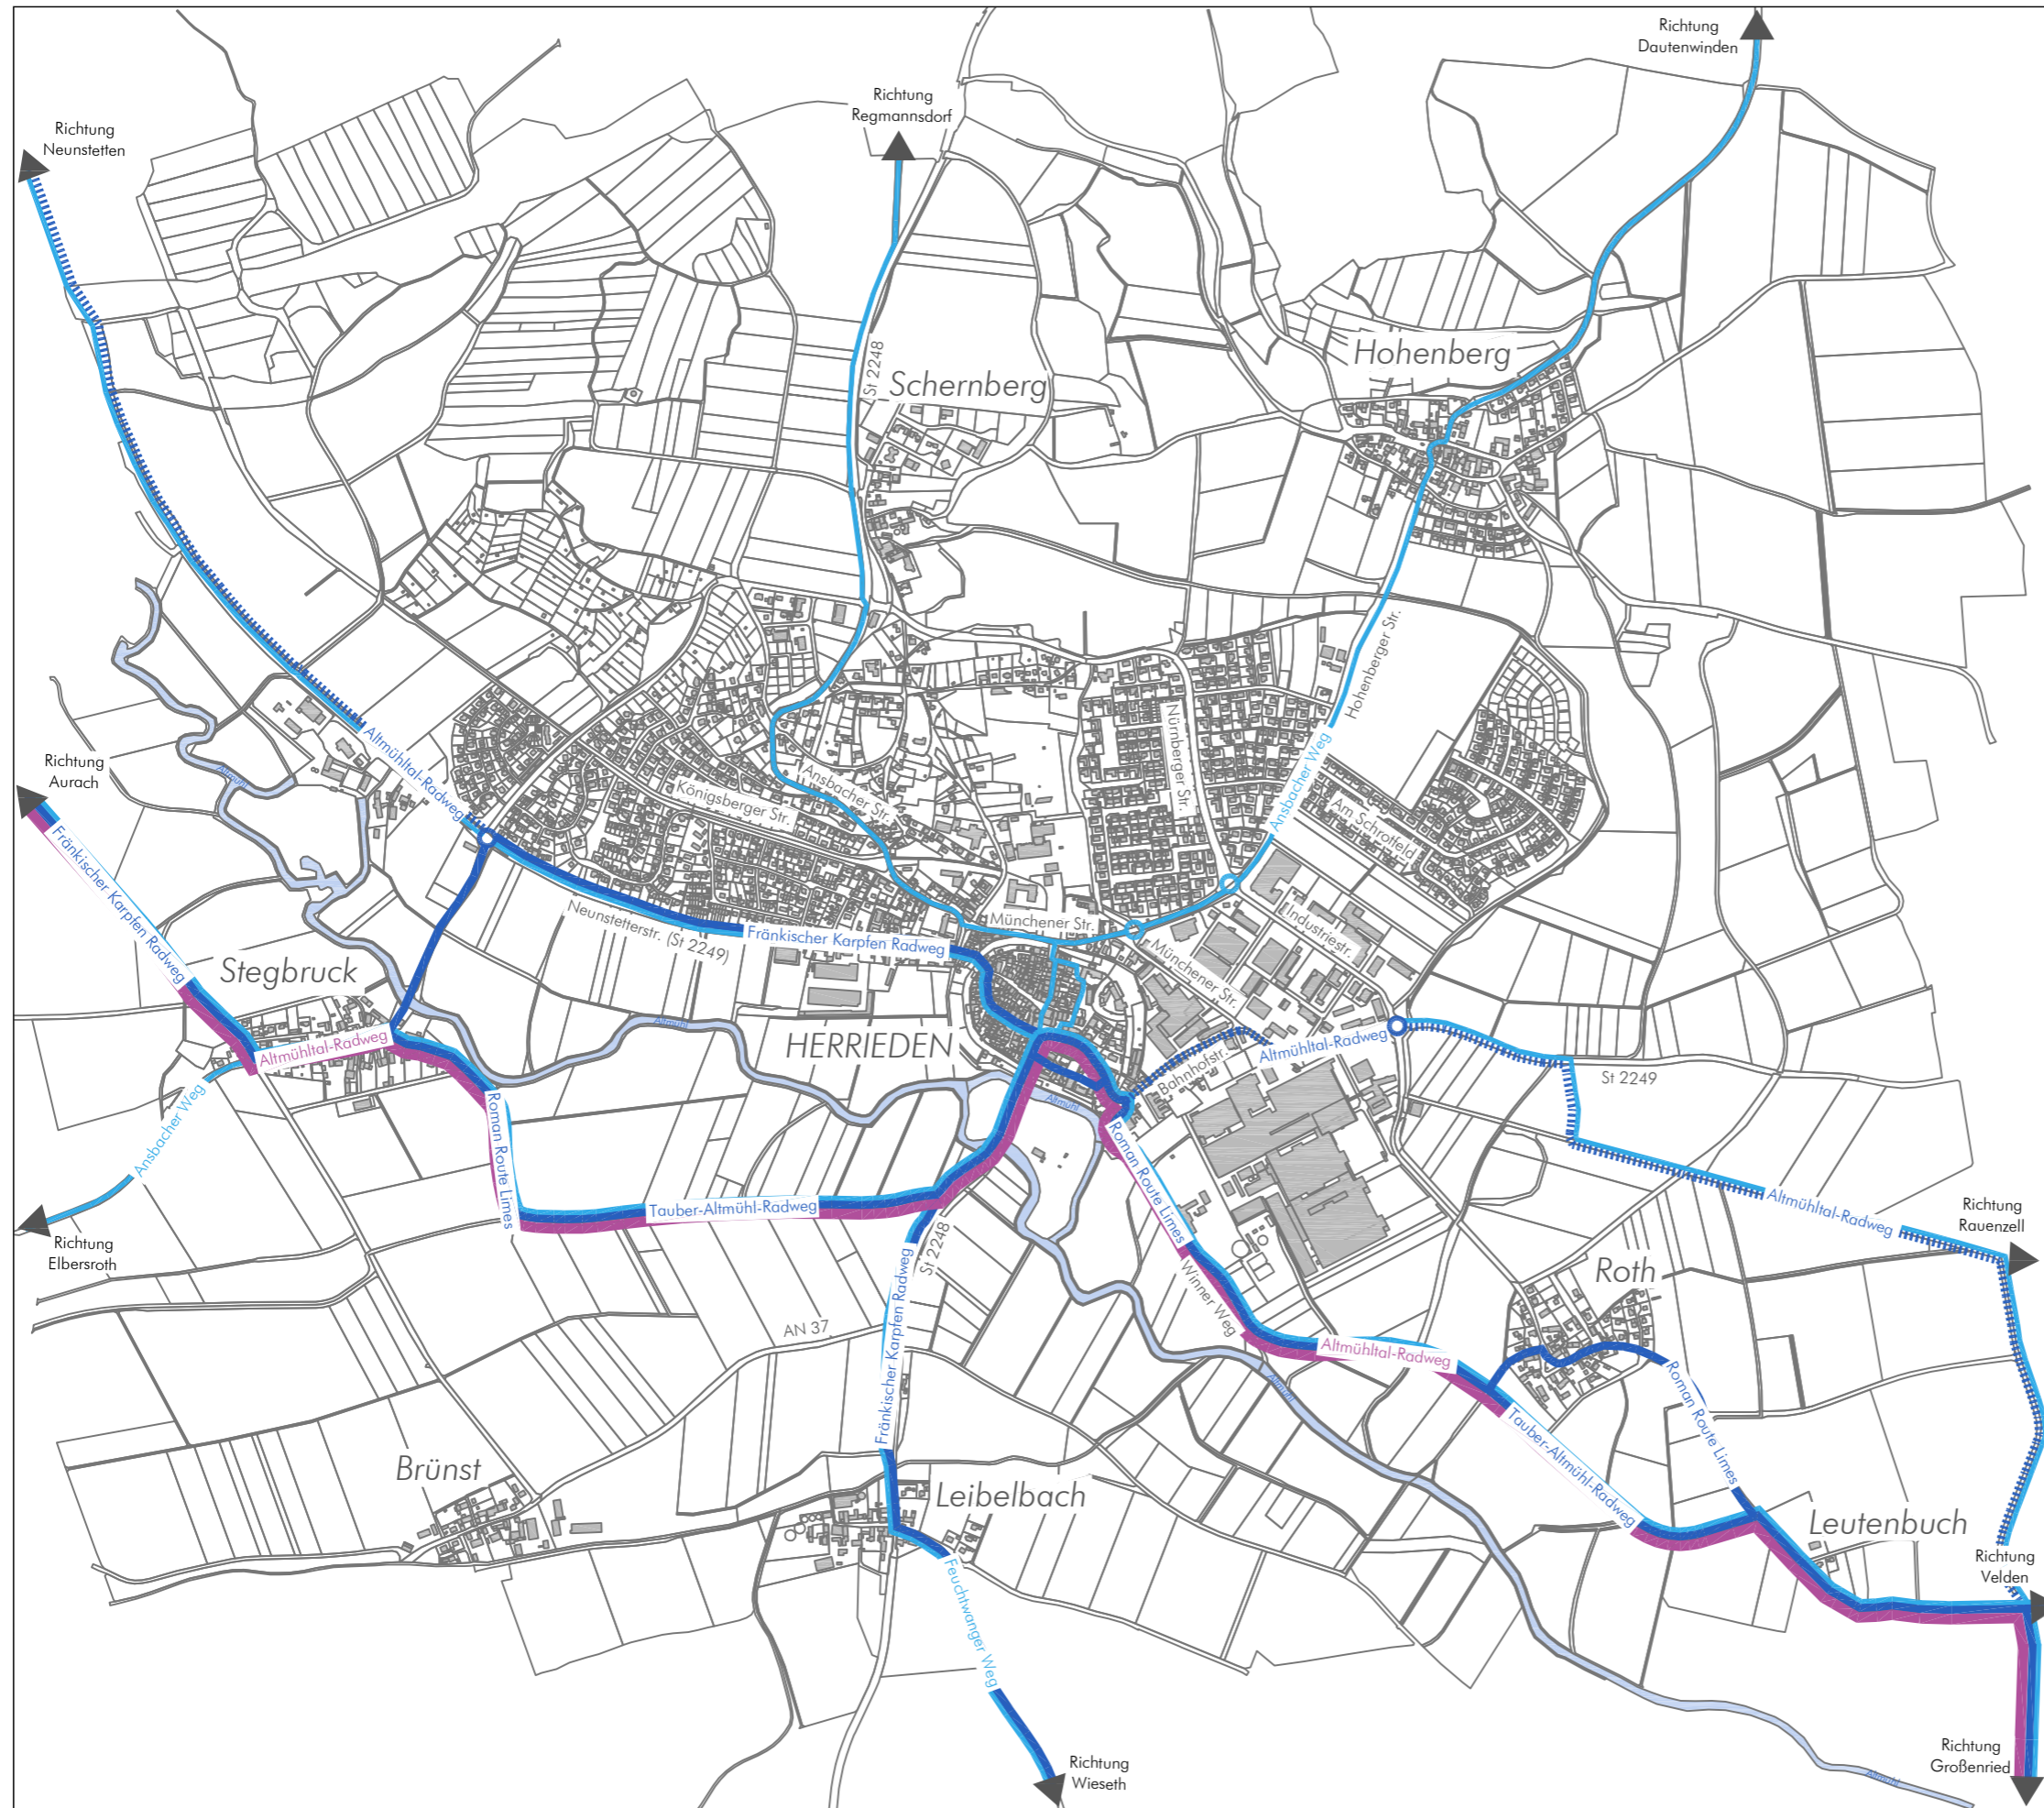 Richtung
Dautenwinden
Richtung
Regmannsdorf
Richtung
Neunstetten
St 2248
Schernberg
Hohenberg
Hohenberger Str.
Nürnberger Str.
Ansbacher Weg
Am Schrotfeld
Altmühltal-Radweg
Altmühl
Richtung
Aurach
Königsberger Str.
Ansbacher Str.
Fränkischer Karpfen Radweg
Neunstetterstr. (St 2249)
Fränkischer Karpfen Radweg
Münchener Str.
Münchener Str.
Industriestr.
Stegbruck
Altmühl
HERRIEDEN
Altmühltal-Radweg
Altmühltal-Radweg
Bahnhofstr.
St 2249
Altmühl
Ansbacher Weg
Roman Route Limes
Roman Route Limes
Tauber-Altmühl-Radweg
Altmühltal-Radweg
Richtung
Rauenzell
Richtung
Elbersroth
St 2248
Fränkischer Karpfen Radweg
Winner Weg
Roth
AN 37
Altmühltal-Radweg
Altmühl
Roman Route Limes
Tauber-Altmühl-Radweg
Brünst
Leibelbach
Leutenbuch
Richtung
Velden
Feuchtwanger Weg
Richtung
Wieseth
Richtung
Großenried
Altmühl